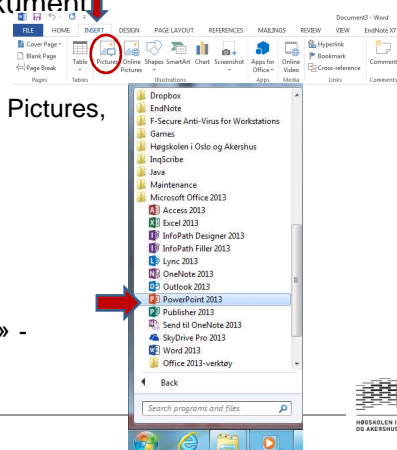 kument
Document3 - Word
FILE HOME INSERT DESIGN PAGE LAYOUT REFERENCES MAILINGS REVIEW VIEW EndNote X7
Cover Page
Blank Page
Page Break
Pages
Table
Tables
Pictures
Online Pictures
Shapes
SmartArt
Chart
Screenshot
Illustrations
Apps for Office
Apps
Online Video
Media
Hyperlink
Bookmark
Cross-reference
Links
Comment
Comments
Pictures,
Dropbox
EndNote
F-Secure Anti-Virus for Workstations
Games
Høgskolen i Oslo og Akershus
InqScribe
Java
Maintenance
Microsoft Office 2013
Access 2013
Excel 2013
InfoPath Designer 2013
InfoPath Filler 2013
Lync 2013
OneNote 2013
Outlook 2013
PowerPoint 2013
Publisher 2013
Send til OneNote 2013
SkyDrive Pro 2013
Word 2013
Office 2013-verktøy
» -
Back
Search programs and files
HØGSKOLEN I
OG AKERSHUS